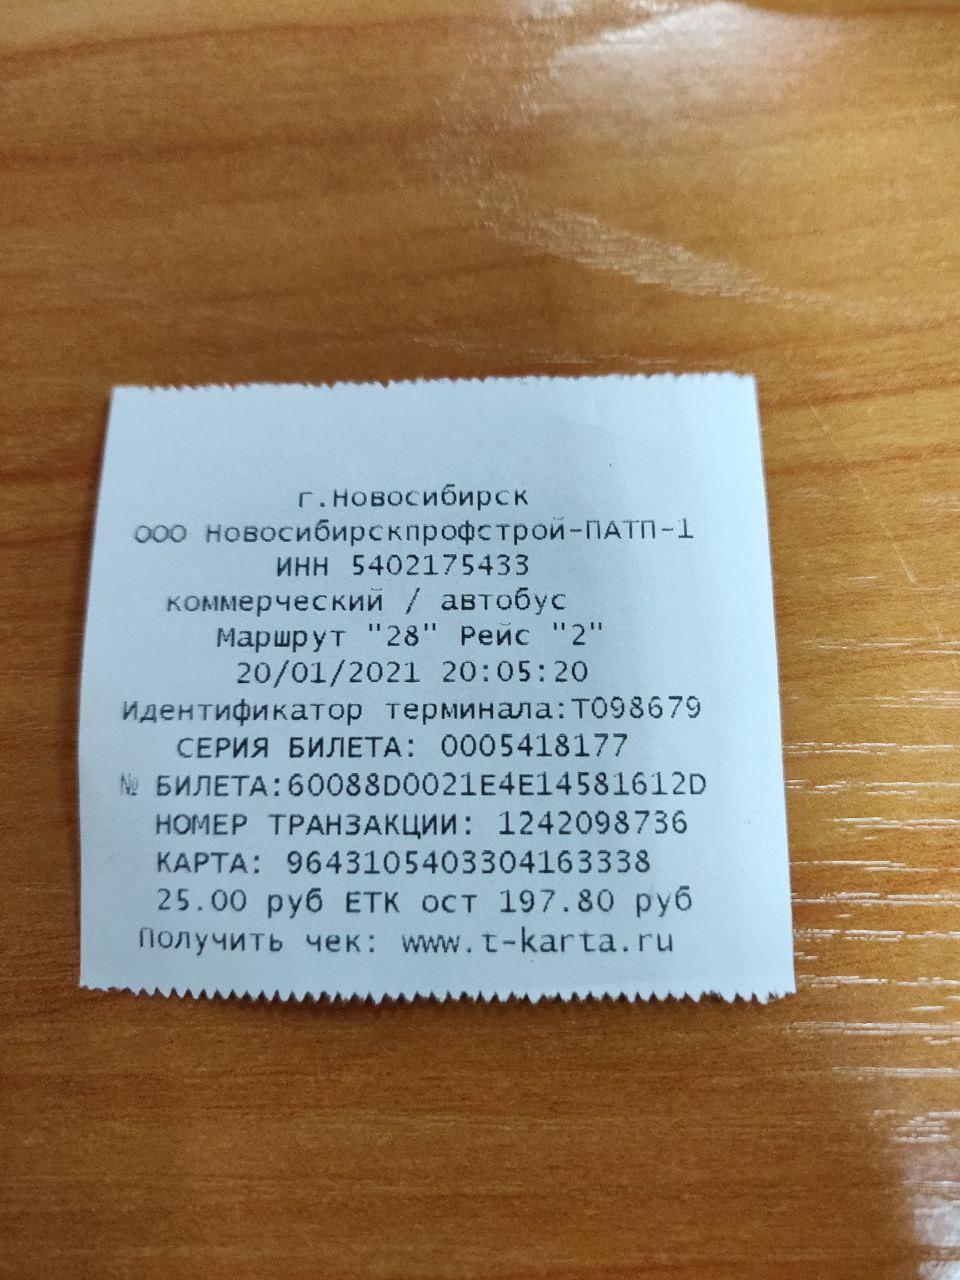 г.Новосибирск
ООО Новосибирскпрофстрой-ПАТП-1
ИНН 5402175433
коммерческий / автобус
Маршрут "28" Рейс "2"
20/01/2021 20:05:20
Идентификатор терминала:T098679
СЕРИЯ БИЛЕТА: 0005418177
№ БИЛЕТА:60088D0021E4E14581612D
НОМЕР ТРАНЗАКЦИИ: 1242098736
КАРТА: 9643105403304163338
25.00 руб ЕТК ост 197.80 руб
Получить чек: www.t-karta.ru